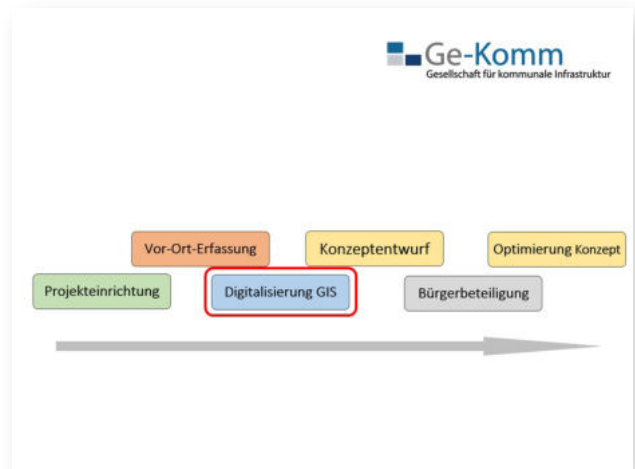 Ge-Komm
Gesellschaft für kommunale Infrastruktur
Vor-Ort-Erfassung
Konzeptentwurf
Optimierung Konzept
Projekteinrichtung
Digitalisierung GIS
Bürgerbeteiligung